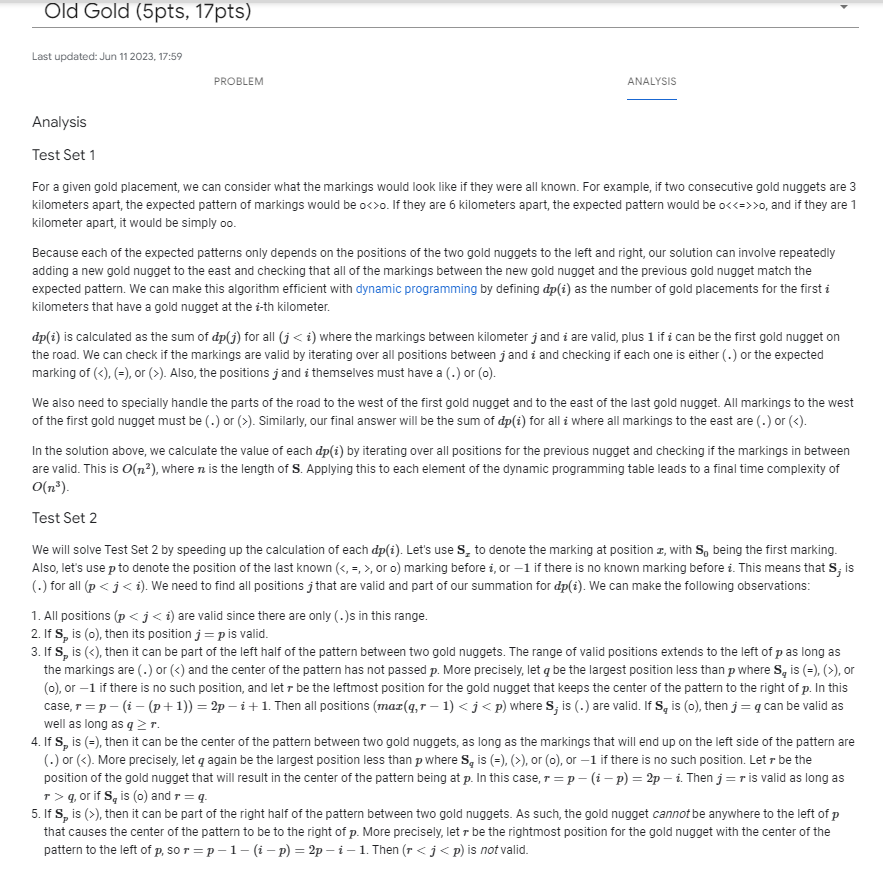 Old Gold (5pts, 17pts)
Last updated: Jun 11 2023, 17:59
PROBLEM
ANALYSIS
Analysis
Test Set 1
For a given gold placement, we can consider what the markings would look like if they were all known. For example, if two consecutive gold nuggets are 3
kilometers apart, the expected pattern of markings would be o<>o. If they are 6 kilometers apart, the expected pattern would be o<<=>>o, and if they are 1
kilometer apart, it would be simply oo.
Because each of the expected patterns only depends on the positions of the two gold nuggets to the left and right, our solution can involve repeatedly
adding a new gold nugget to the east and checking that all of the markings between the new gold nugget and the previous gold nugget match the
expected pattern. We can make this algorithm efficient with dynamic programming by defining dp(i) as the number of gold placements for the first i
kilometers that have a gold nugget at the i-th kilometer.
dp(i) is calculated as the sum of dp(j) for all (j < i) where the markings between kilometer j and i are valid, plus 1 if i can be the first gold nugget on
the road. We can check if the markings are valid by iterating over all positions between j and i and checking if each one is either (.) or the expected
marking of (<), (=), or (>). Also, the positions j and i themselves must have a (.) or (o).
We also need to specially handle the parts of the road to the west of the first gold nugget and to the east of the last gold nugget. All markings to the west
of the first gold nugget must be (.) or (>). Similarly, our final answer will be the sum of dp(i) for all i where all markings to the east are (.) or (<).
In the solution above, we calculate the value of each dp(i) by iterating over all positions for the previous nugget and checking if the markings in between
are valid. This is O(n²), where n is the length of S. Applying this to each element of the dynamic programming table leads to a final time complexity of
O(n³).
Test Set 2
We will solve Test Set 2 by speeding up the calculation of each dp(i). Let's use Sₓ to denote the marking at position x, with S₀ being the first marking.
Also, let's use p to denote the position of the last known (<, =, >, or o) marking before i, or −1 if there is no known marking before i. This means that Sⱼ is
(.) for all (p < j < i). We need to find all positions j that are valid and part of our summation for dp(i). We can make the following observations:
1. All positions (p < j < i) are valid since there are only (.)s in this range.
2. If Sₚ is (o), then its position j = p is valid.
3. If Sₚ is (<), then it can be part of the left half of the pattern between two gold nuggets. The range of valid positions extends to the left of p as long as
the markings are (.) or (<) and the center of the pattern has not passed p. More precisely, let q be the largest position less than p where S_q is (=), (>), or
(o), or −1 if there is no such position, and let r be the leftmost position for the gold nugget that keeps the center of the pattern to the right of p. In this
case, r = p − (i − (p + 1)) = 2p − i + 1. Then all positions (max(q, r − 1) < j < p) where Sⱼ is (.) are valid. If S_q is (o), then j = q can be valid as
well as long as q ≥ r.
4. If Sₚ is (=), then it can be the center of the pattern between two gold nuggets, as long as the markings that will end up on the left side of the pattern are
(.) or (<). More precisely, let q again be the largest position less than p where S_q is (=), (>), or (o), or −1 if there is no such position. Let r be the
position of the gold nugget that will result in the center of the pattern being at p. In this case, r = p − (i − p) = 2p − i. Then j = r is valid as long as
r > q, or if S_q is (o) and r = q.
5. If Sₚ is (>), then it can be part of the right half of the pattern between two gold nuggets. As such, the gold nugget cannot be anywhere to the left of p
that causes the center of the pattern to be to the right of p. More precisely, let r be the rightmost position for the gold nugget with the center of the
pattern to the left of p, so r = p − 1 − (i − p) = 2p − i − 1. Then (r < j < p) is not valid.